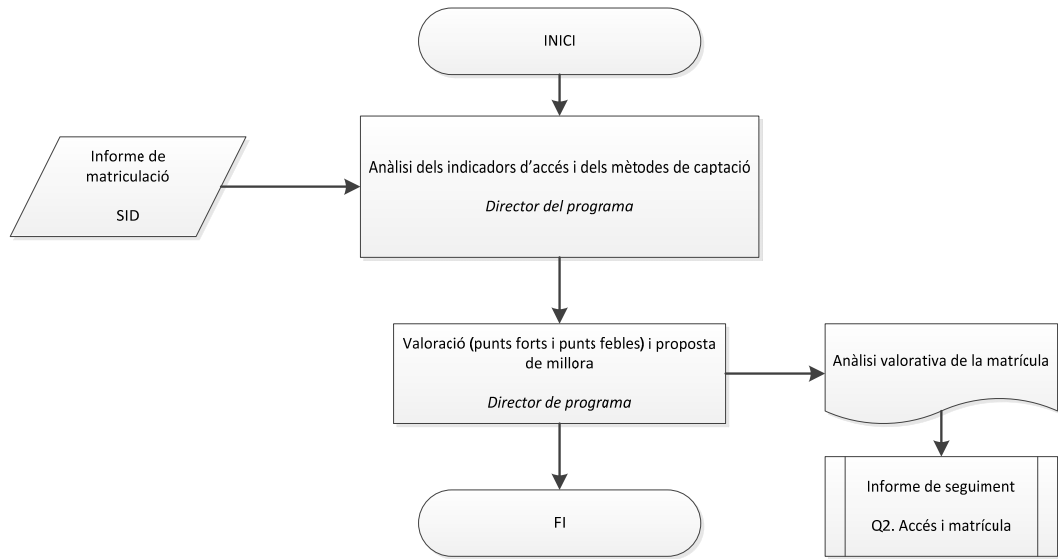 INICI
Informe de
matriculació
SID
Anàlisi dels indicadors d'accés i dels mètodes de captació
Director del programa
Valoració (punts forts i punts febles) i proposta
de millora
Director de programa
Anàlisi valorativa de la matrícula
Informe de seguiment
Q2. Accés i matrícula
FI